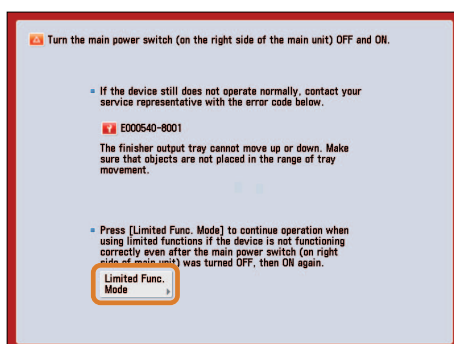 Turn the main power switch (on the right side of the main unit) OFF and ON.
If the device still does not operate normally, contact your
service representative with the error code below.
E000540-8001
The finisher output tray cannot move up or down. Make
sure that objects are not placed in the range of tray
movement.
Press [Limited Func. Mode] to continue operation when
using limited functions if the device is not functioning
correctly even after the main power switch (on right
side of main unit) was turned OFF, then ON again.
Limited Func.
Mode